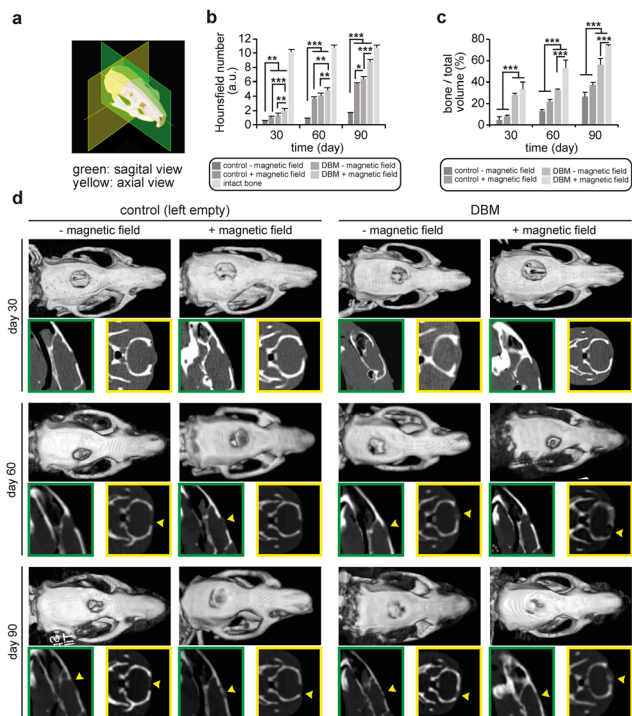 a
green: sagital view
yellow: axial view
b
Hounsfield number
(a.u.)
12
10
8
6
4
2
0
**
***
**
***
**
**
***
***
*
30
60
90
time (day)
control - magnetic field
DBM - magnetic field
control + magnetic field
DBM + magnetic field
intact bone
c
bone / total
volume (%)
80
60
40
20
0
***
***
***
***
***
30
60
90
time (day)
control - magnetic field
DBM - magnetic field
control + magnetic field
DBM + magnetic field
d
control (left empty)
DBM
- magnetic field
+ magnetic field
- magnetic field
+ magnetic field
day 30
day 60
day 90